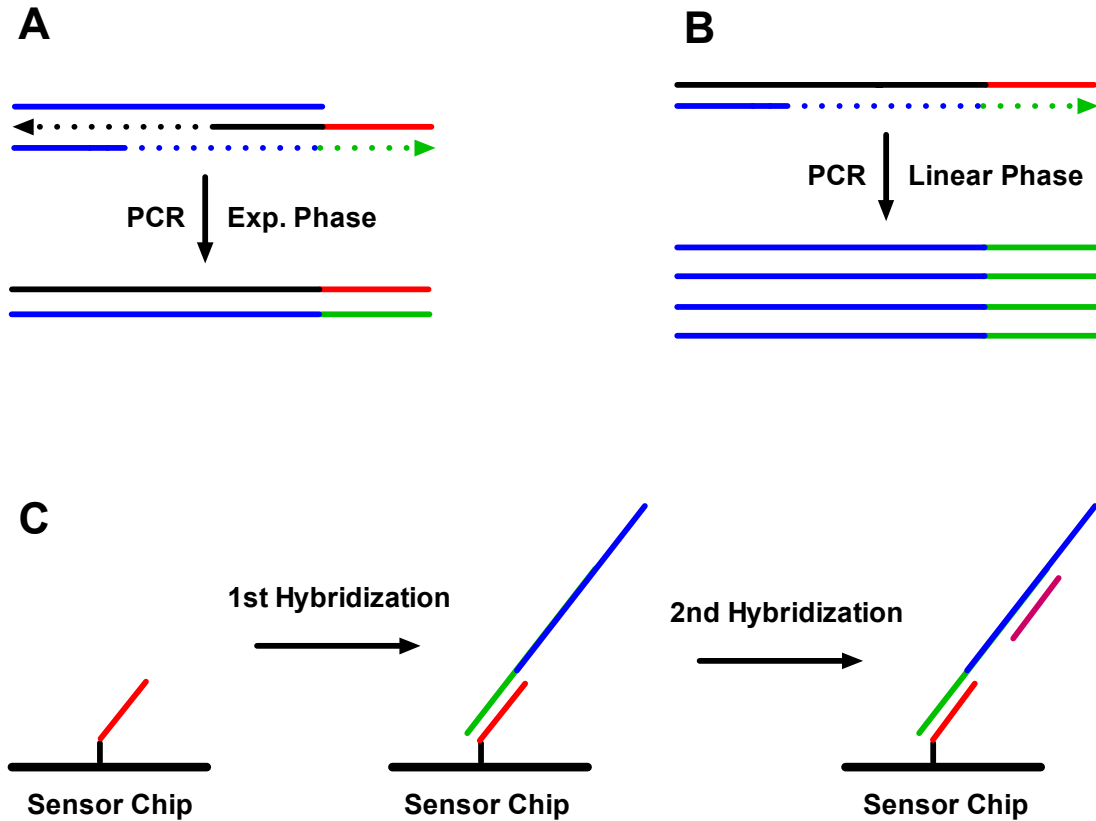 A
B
PCR Exp. Phase
PCR Linear Phase
C
1st Hybridization
2nd Hybridization
Sensor Chip
Sensor Chip
Sensor Chip